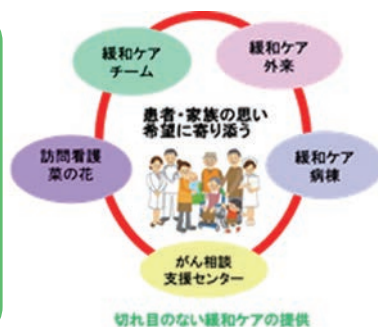 緩和ケア
チーム
緩和ケア
外来
患者・家族の思い
希望に寄り添う
訪問看護
菜の花
緩和ケア
病棟
がん相談
支援センター
切れ目のない緩和ケアの提供